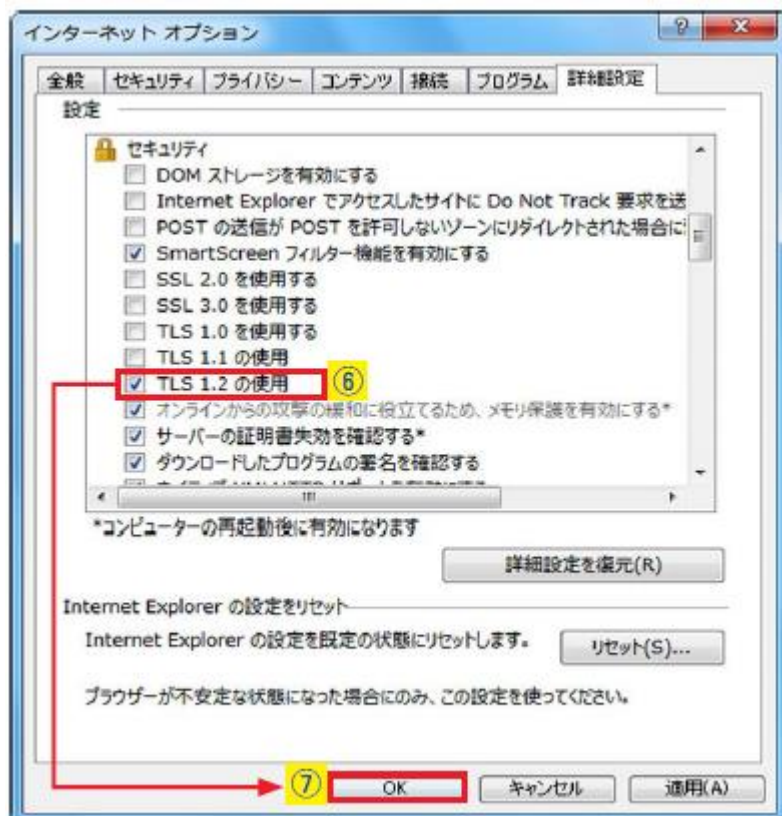 インターネット オプション
全般 セキュリティ プライバシー コンテンツ 接続 プログラム 詳細設定
設定
セキュリティ
DOM ストレージを有効にする
Internet Explorer でアクセスしたサイトに Do Not Track 要求を送
POST の送信が POST を許可しないゾーンにリダイレクトされた場合に
SmartScreen フィルター機能を有効にする
SSL 2.0 を使用する
SSL 3.0 を使用する
TLS 1.0 を使用する
TLS 1.1 の使用
TLS 1.2 の使用 ⑥
オンラインからの攻撃の緩和に役立てるため、メモリ保護を有効にする*
サーバーの証明書失効を確認する*
ダウンロードしたプログラムの署名を確認する
*コンピューターの再起動後に有効になります
詳細設定を復元(R)
Internet Explorer の設定をリセット
Internet Explorer の設定を既定の状態にリセットします。
リセット(S)...
ブラウザーが不安定な状態になった場合にのみ、この設定を使ってください。
⑦ OK キャンセル 適用(A)